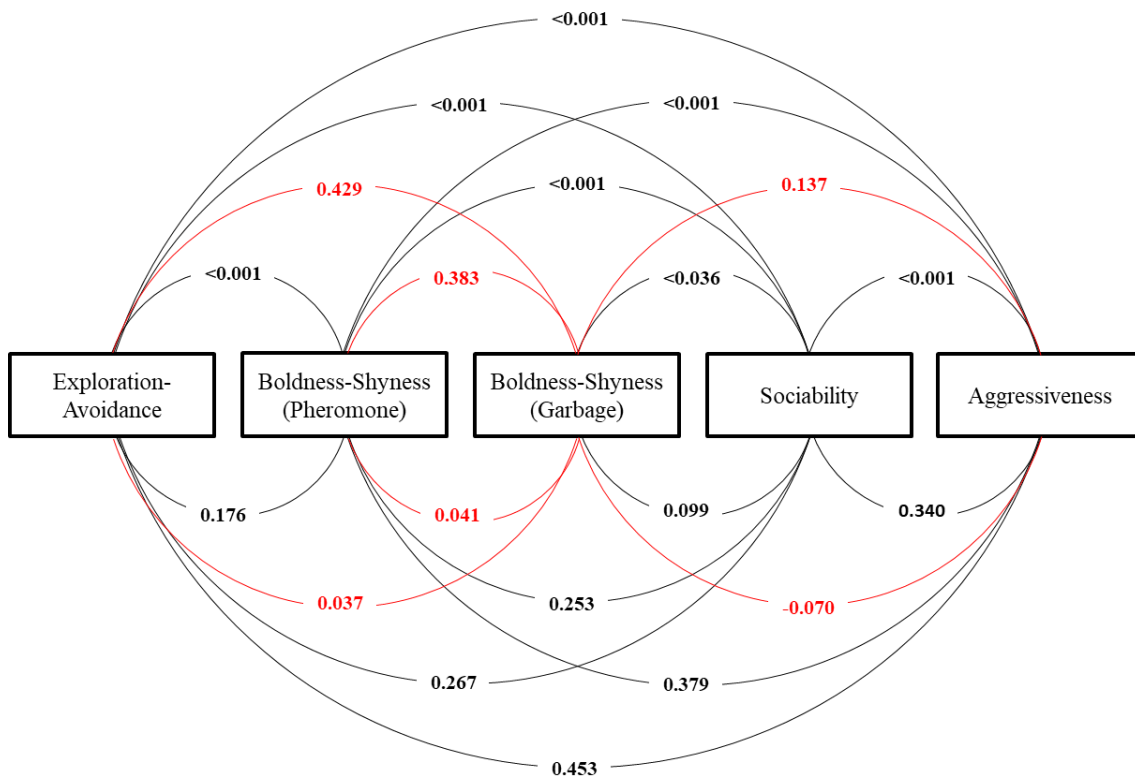 <0.001
<0.001
<0.001
0.429
<0.001
0.137
<0.001
0.383
<0.036
<0.001
Exploration-
Avoidance
Boldness-Shyness
(Pheromone)
Boldness-Shyness
(Garbage)
Sociability
Aggressiveness
0.176
0.041
0.099
0.340
0.037
0.253
-0.070
0.267
0.379
0.453